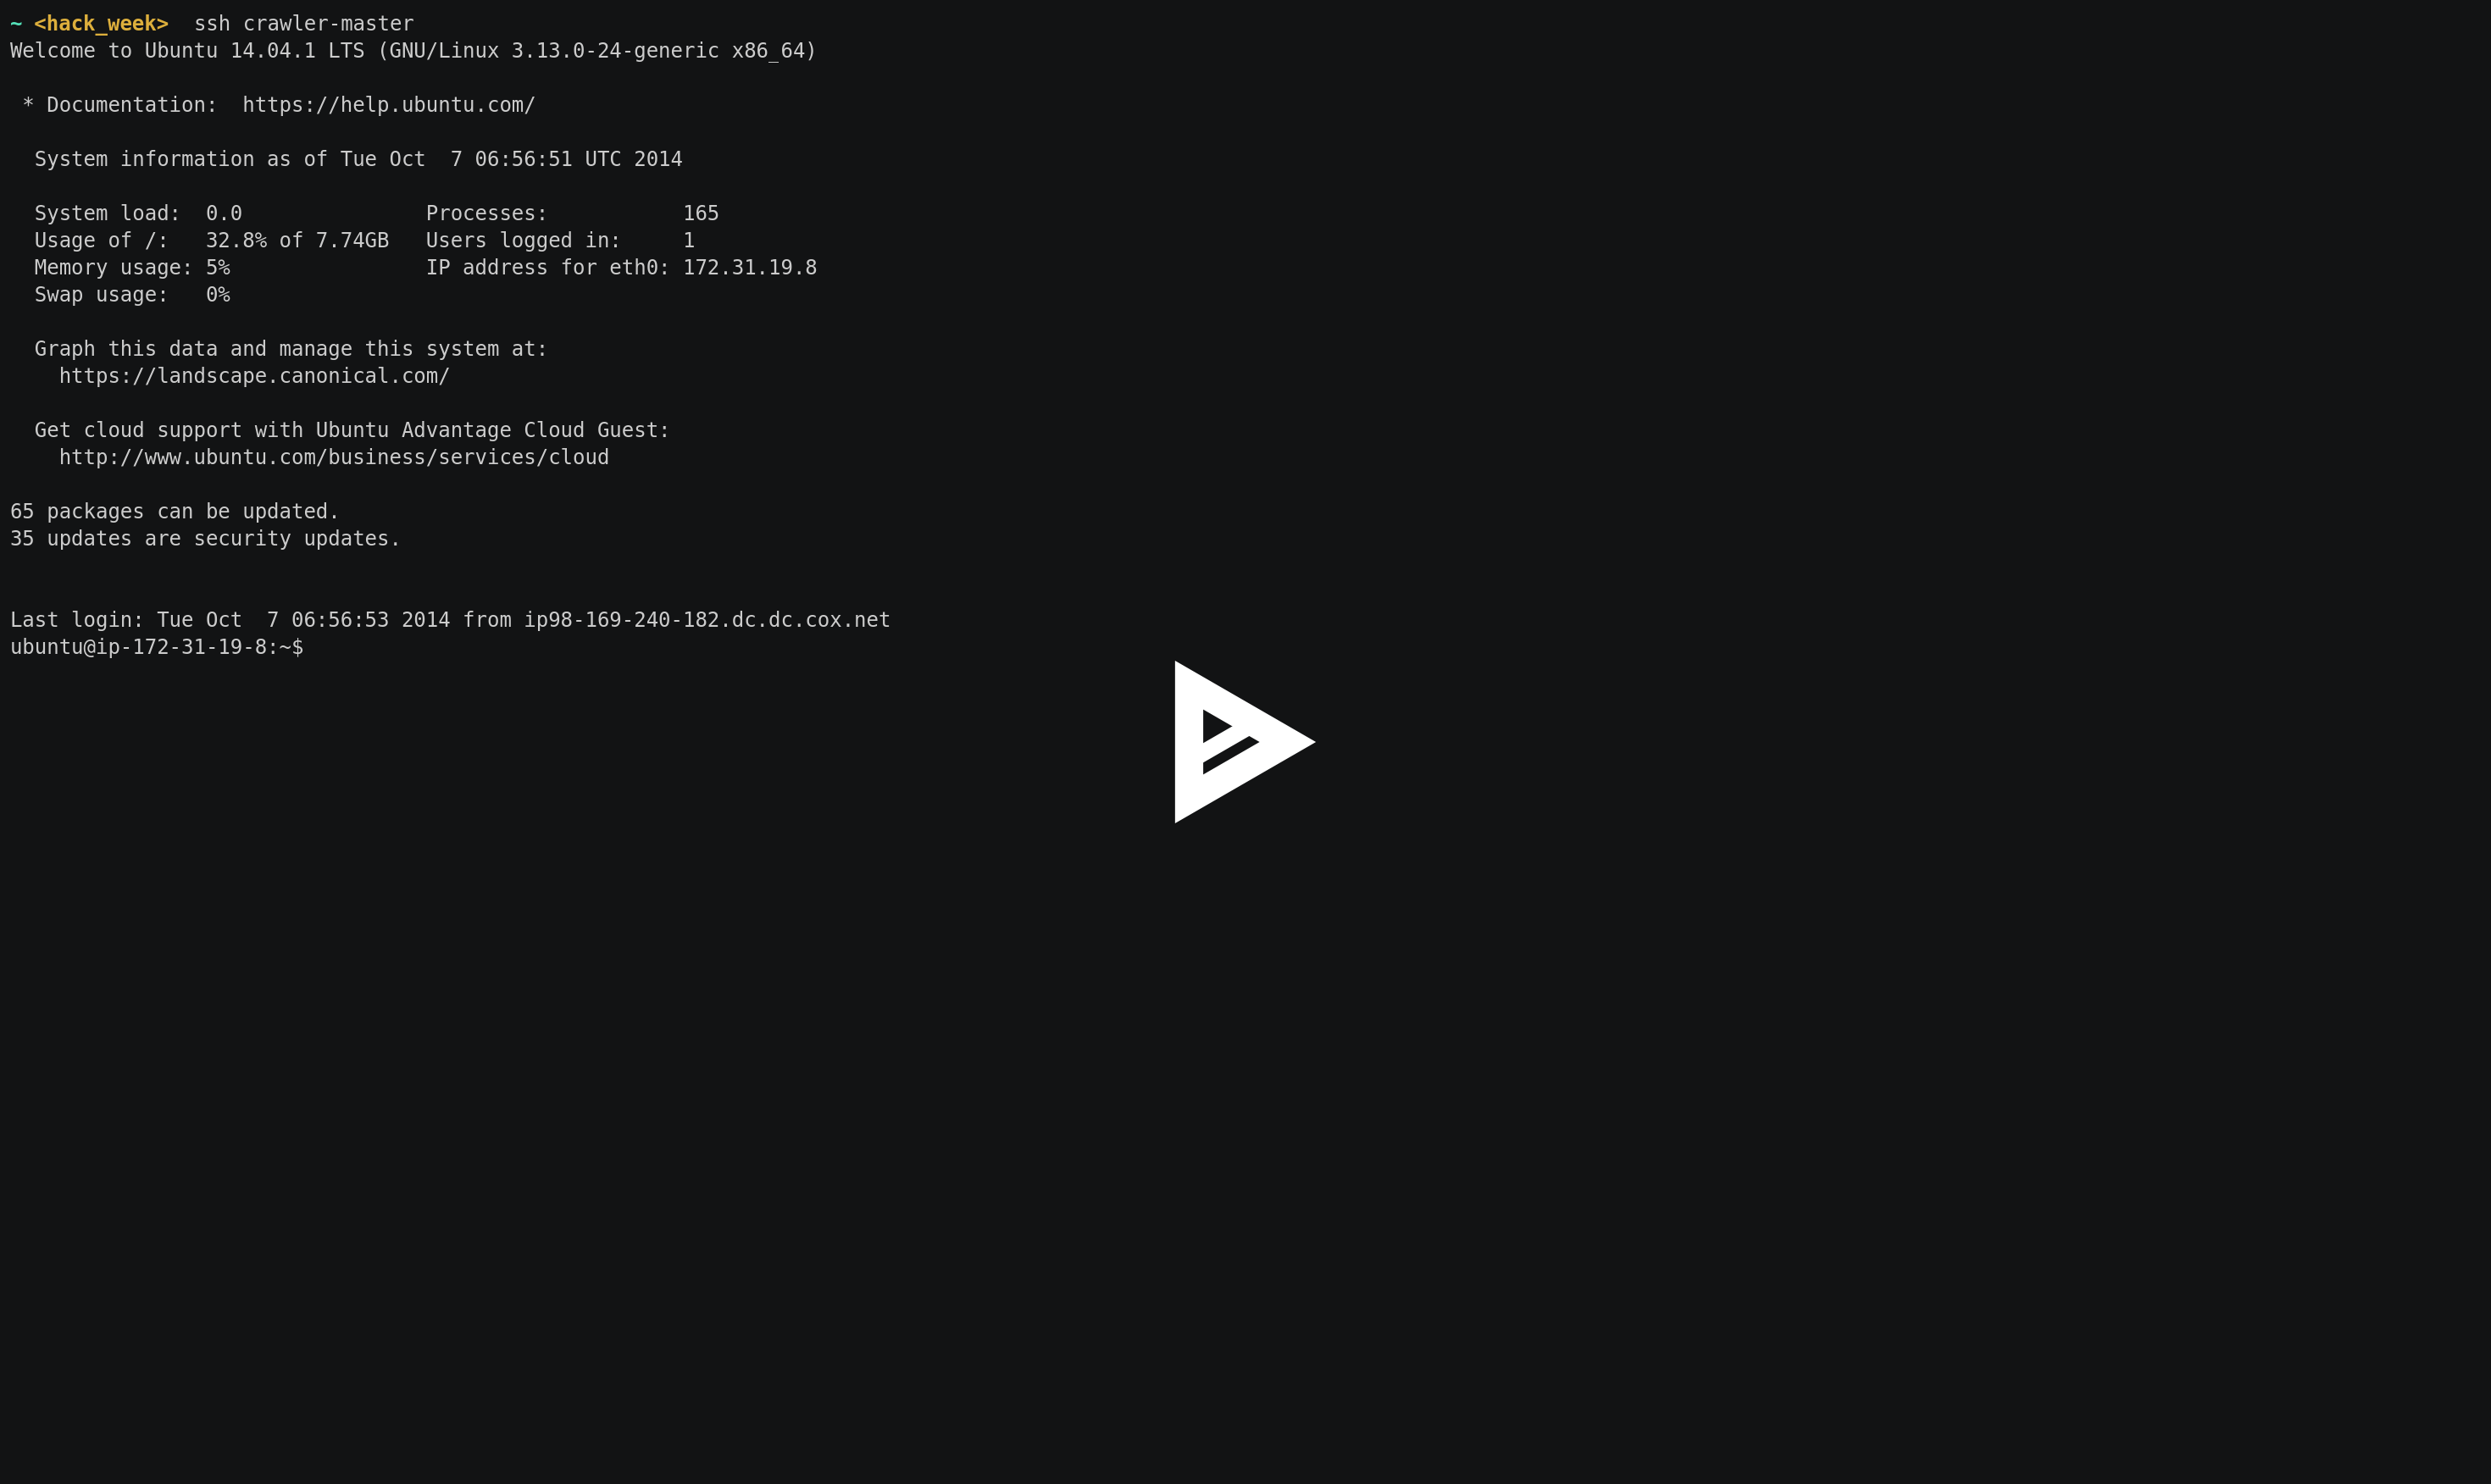 ~ <hack_week>  ssh crawler-master
Welcome to Ubuntu 14.04.1 LTS (GNU/Linux 3.13.0-24-generic x86_64)

 * Documentation:  https://help.ubuntu.com/

  System information as of Tue Oct  7 06:56:51 UTC 2014

  System load:  0.0               Processes:           165
  Usage of /:   32.8% of 7.74GB   Users logged in:     1
  Memory usage: 5%                IP address for eth0: 172.31.19.8
  Swap usage:   0%

  Graph this data and manage this system at:
    https://landscape.canonical.com/

  Get cloud support with Ubuntu Advantage Cloud Guest:
    http://www.ubuntu.com/business/services/cloud

65 packages can be updated.
35 updates are security updates.


Last login: Tue Oct  7 06:56:53 2014 from ip98-169-240-182.dc.dc.cox.net
ubuntu@ip-172-31-19-8:~$